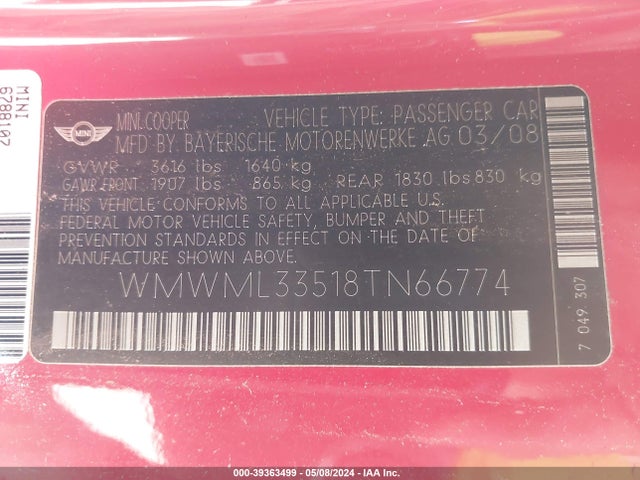 MINI
6288107
MINI
MINI COOPER
VEHICLE TYPE: PASSENGER CAR
MFD BY BAYERISCHE MOTORENWERKE AG 03/08
GVWR 3616 lbs 1640 kg
GAWR FRONT 1907 lbs 865 kg REAR 1830 lbs 830 kg
THIS VEHICLE CONFORMS TO ALL APPLICABLE U.S.
FEDERAL MOTOR VEHICLE SAFETY, BUMPER AND THEFT
PREVENTION STANDARDS IN EFFECT ON THE DATE OF
MANUFACTURE SHOWN ABOVE.
WMWML33518TN66774
7 049 307
000-39363499 - 05/08/2024 - IAA Inc.